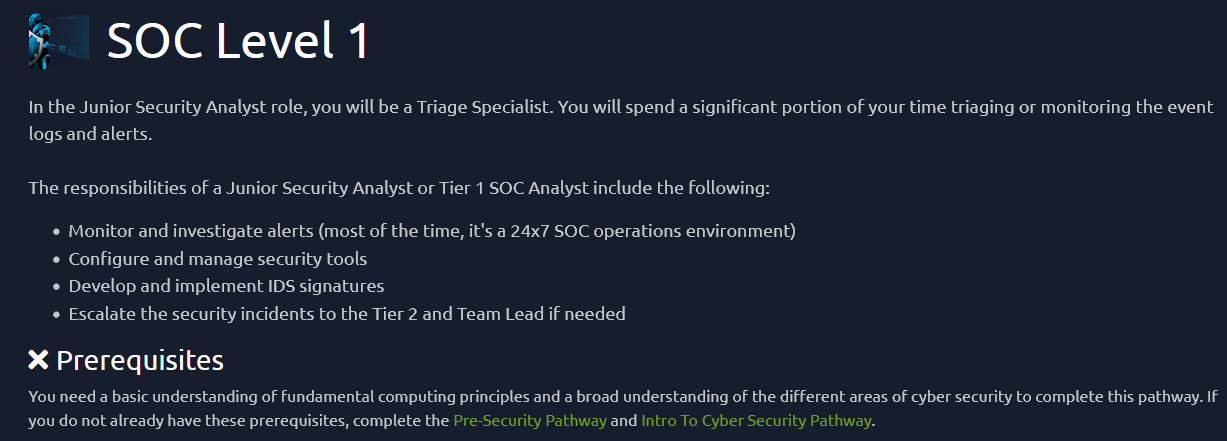 SOC Level 1
In the Junior Security Analyst role, you will be a Triage Specialist. You will spend a significant portion of your time triaging or monitoring the event
logs and alerts.
The responsibilities of a Junior Security Analyst or Tier 1 SOC Analyst include the following:
• Monitor and investigate alerts (most of the time, it's a 24x7 SOC operations environment)
• Configure and manage security tools
• Develop and implement IDS signatures
• Escalate the security incidents to the Tier 2 and Team Lead if needed
Prerequisites
You need a basic understanding of fundamental computing principles and a broad understanding of the different areas of cyber security to complete this pathway. If
you do not already have these prerequisites, complete the Pre-Security Pathway and Intro To Cyber Security Pathway.